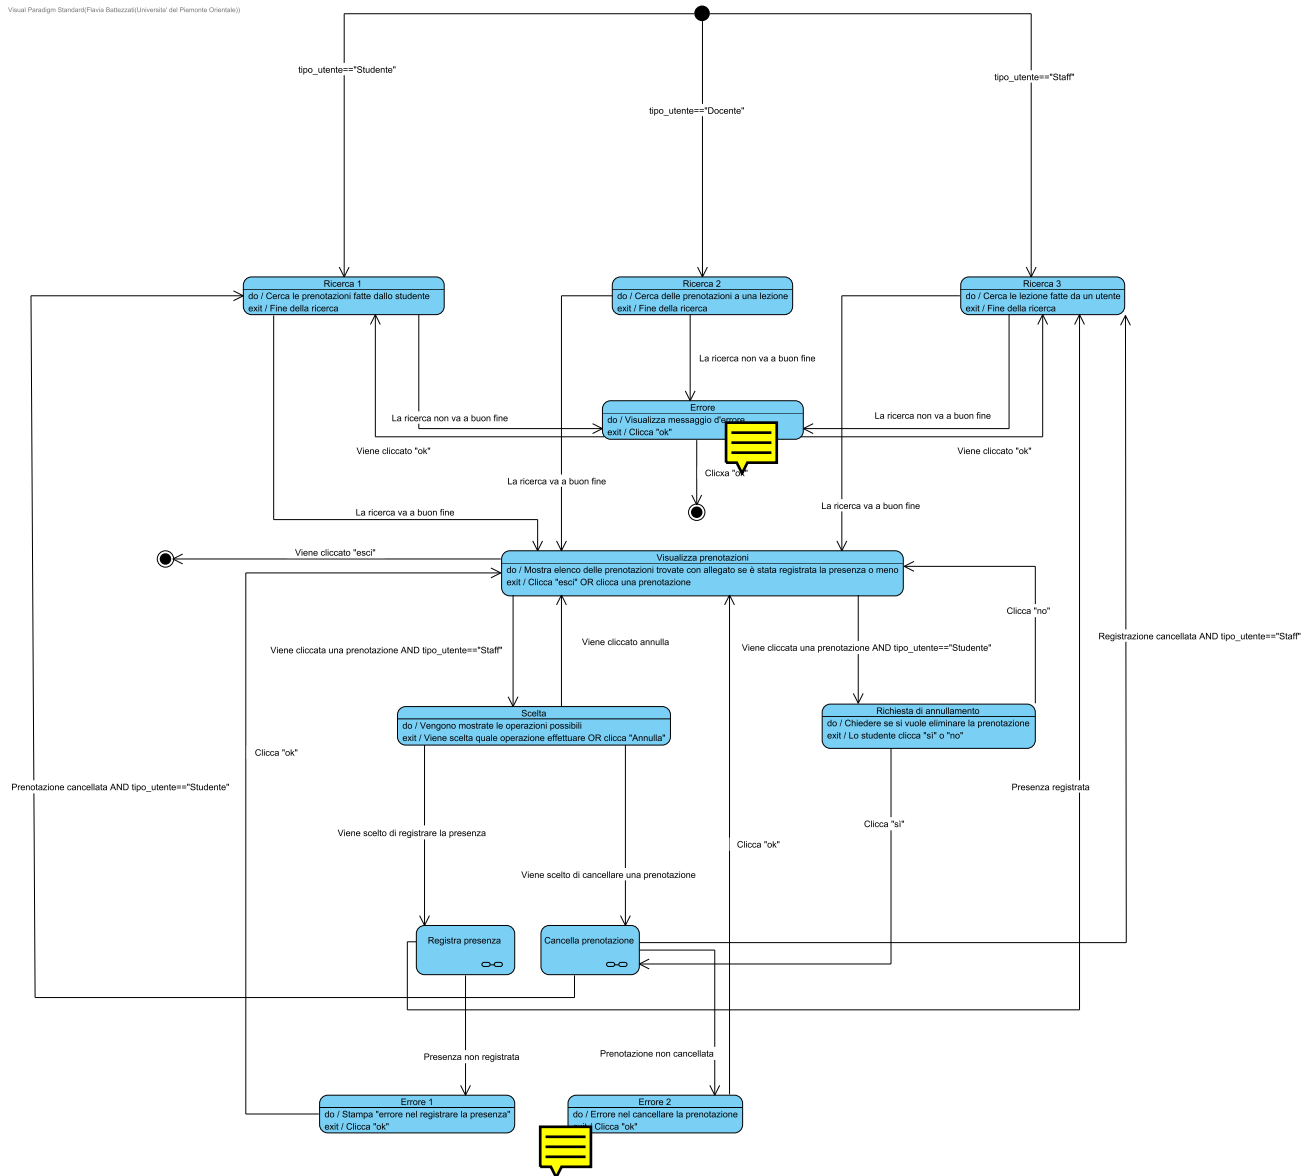 Visual Paradigm Standard(Flavia Battezzati(Universita' del Piemonte Orientale))
tipo_utente=="Studente"
tipo_utente=="Staff"
tipo_utente=="Docente"
Ricerca 1
do / Cerca le prenotazioni fatte dallo studente
exit / Fine della ricerca
Ricerca 2
do / Cerca delle prenotazioni a una lezione
exit / Fine della ricerca
Ricerca 3
do / Cerca le lezione fatte da un utente
exit / Fine della ricerca
La ricerca non va a buon fine
Errore
do / Visualizza messaggio d'errore
exit / Clicca "ok"
La ricerca non va a buon fine
La ricerca non va a buon fine
Viene cliccato "ok"
Viene cliccato "ok"
Clicxa "ok"
La ricerca va a buon fine
La ricerca va a buon fine
La ricerca va a buon fine
Viene cliccato "esci"
Visualizza prenotazioni
do / Mostra elenco delle prenotazioni trovate con allegato se è stata registrata la presenza o meno
exit / Clicca "esci" OR clicca una prenotazione
Clicca "no"
Registrazione cancellata AND tipo_utente=="Staff"
Viene cliccato annulla
Viene cliccata una prenotazione AND tipo_utente=="Staff"
Viene cliccata una prenotazione AND tipo_utente=="Studente"
Scelta
do / Vengono mostrate le operazioni possibili
exit / Viene scelta quale operazione effettuare OR clicca "Annulla"
Richiesta di annullamento
do / Chiedere se si vuole eliminare la prenotazione
exit / Lo studente clicca "sì" o "no"
Clicca "ok"
Prenotazione cancellata AND tipo_utente=="Studente"
Presenza registrata
Clicca "sì"
Viene scelto di registrare la presenza
Clicca "ok"
Viene scelto di cancellare una prenotazione
Registra presenza
Cancella prenotazione
Presenza non registrata
Prenotazione non cancellata
Errore 1
do / Stampa "errore nel registrare la presenza"
exit / Clicca "ok"
Errore 2
do / Errore nel cancellare la prenotazione
exit / Clicca "ok"